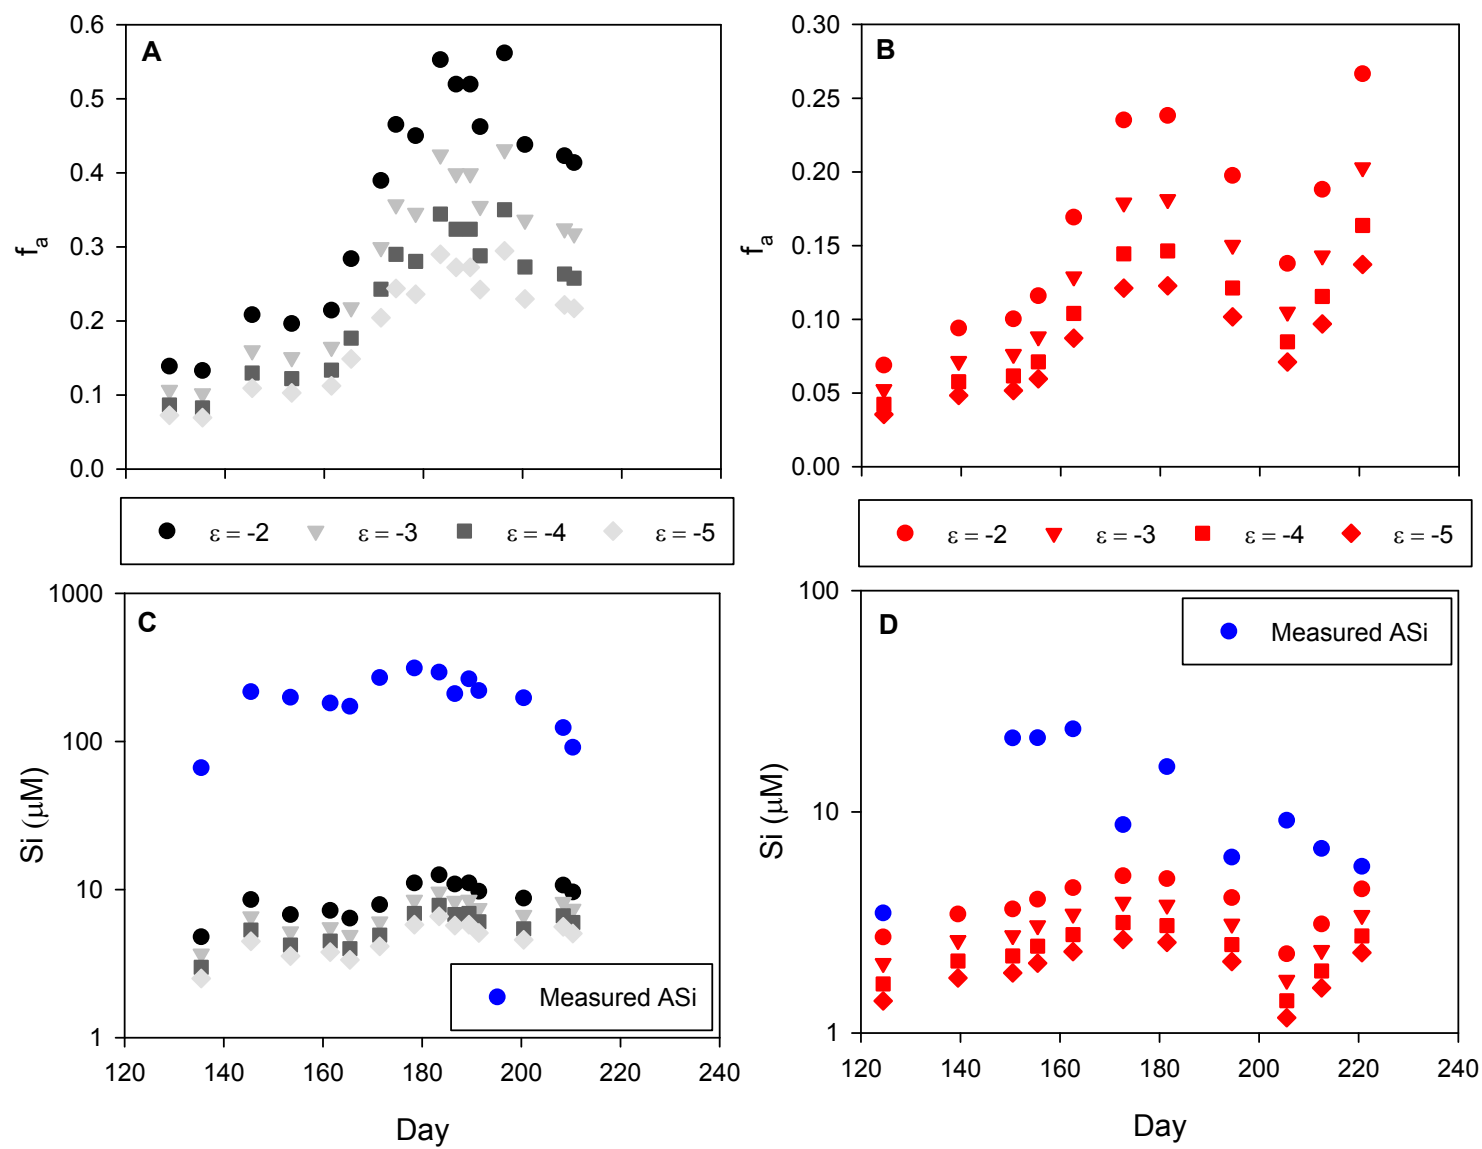 A
0.6
0.5
0.4
0.3
0.2
0.1
0.0
fa
B
0.30
0.25
0.20
0.15
0.10
0.05
0.00
fa
ε = -2 ε = -3 ε = -4 ε = -5
ε = -2 ε = -3 ε = -4 ε = -5
C
1000
100
10
1
Si (μM)
Measured ASi
120 140 160 180 200 220 240
Day
D
100
10
1
Si (μM)
Measured ASi
120 140 160 180 200 220 240
Day